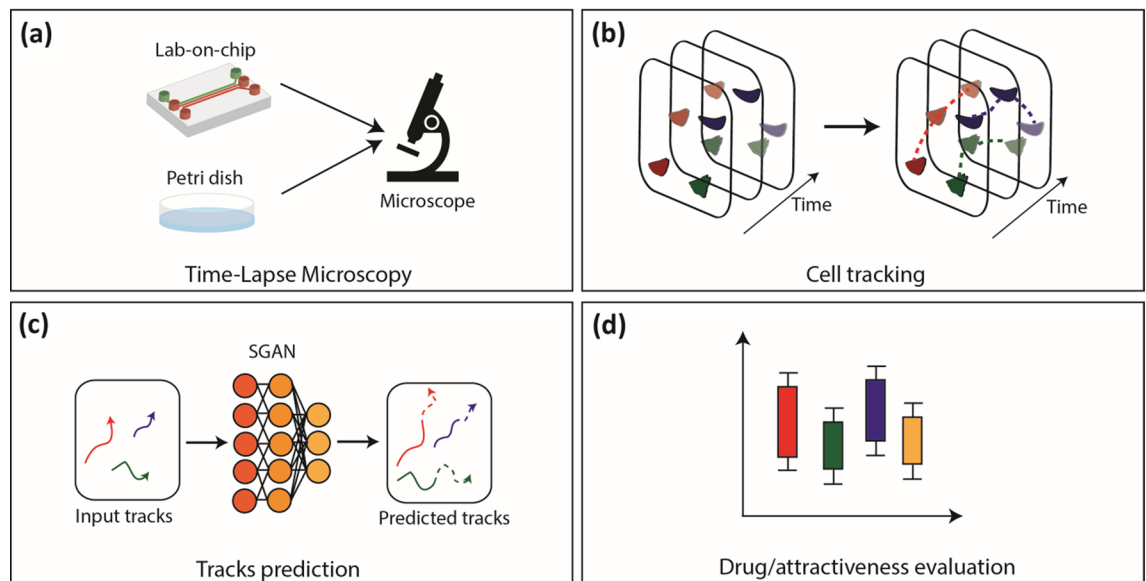 (a)
Lab-on-chip
Petri dish
Microscope
Time-Lapse Microscopy
(b)
Time
Time
Cell tracking
(c)
SGAN
Input tracks
Predicted tracks
Tracks prediction
(d)
Drug/attractiveness evaluation